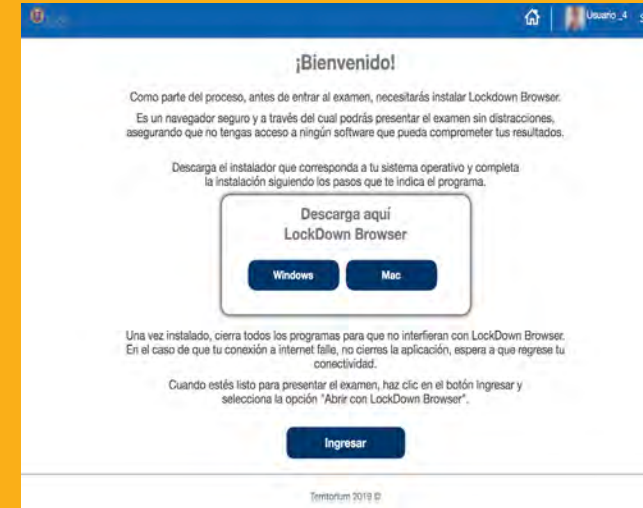 Usuario_4
¡Bienvenido!
Como parte del proceso, antes de entrar al examen, necesitarás instalar Lockdown Browser.
Es un navegador seguro y a través del cual podrás presentar el examen sin distracciones,
asegurando que no tengas acceso a ningún software que pueda comprometer tus resultados.
Descarga el instalador que corresponda a tu sistema operativo y completa
la instalación siguiendo los pasos que te indica el programa.
Descarga aquí
LockDown Browser
Windows Mac
Una vez instalado, cierra todos los programas para que no interfieran con LockDown Browser.
En el caso de que tu conexión a internet falle, no cierres la aplicación, espera a que regrese tu
conectividad.
Cuando estés listo para presentar el examen, haz clic en el botón Ingresar y
selecciona la opción "Abrir con LockDown Browser".
Ingresar
Territorium 2019 ©